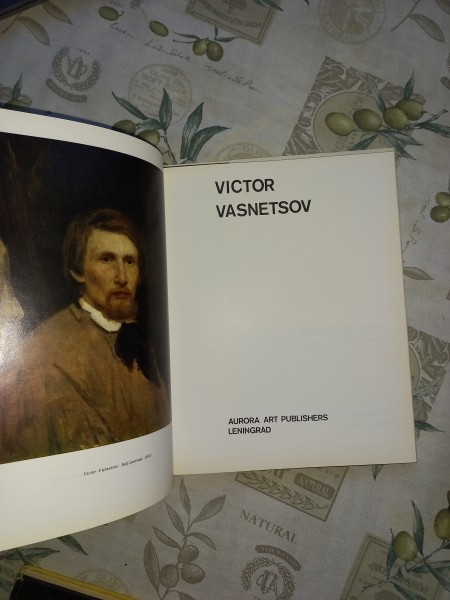 VICTOR
VASNETSOV
AURORA ART PUBLISHERS
LENINGRAD
Victor Vasnetsov. Self-portrait. 1873
NATURAL